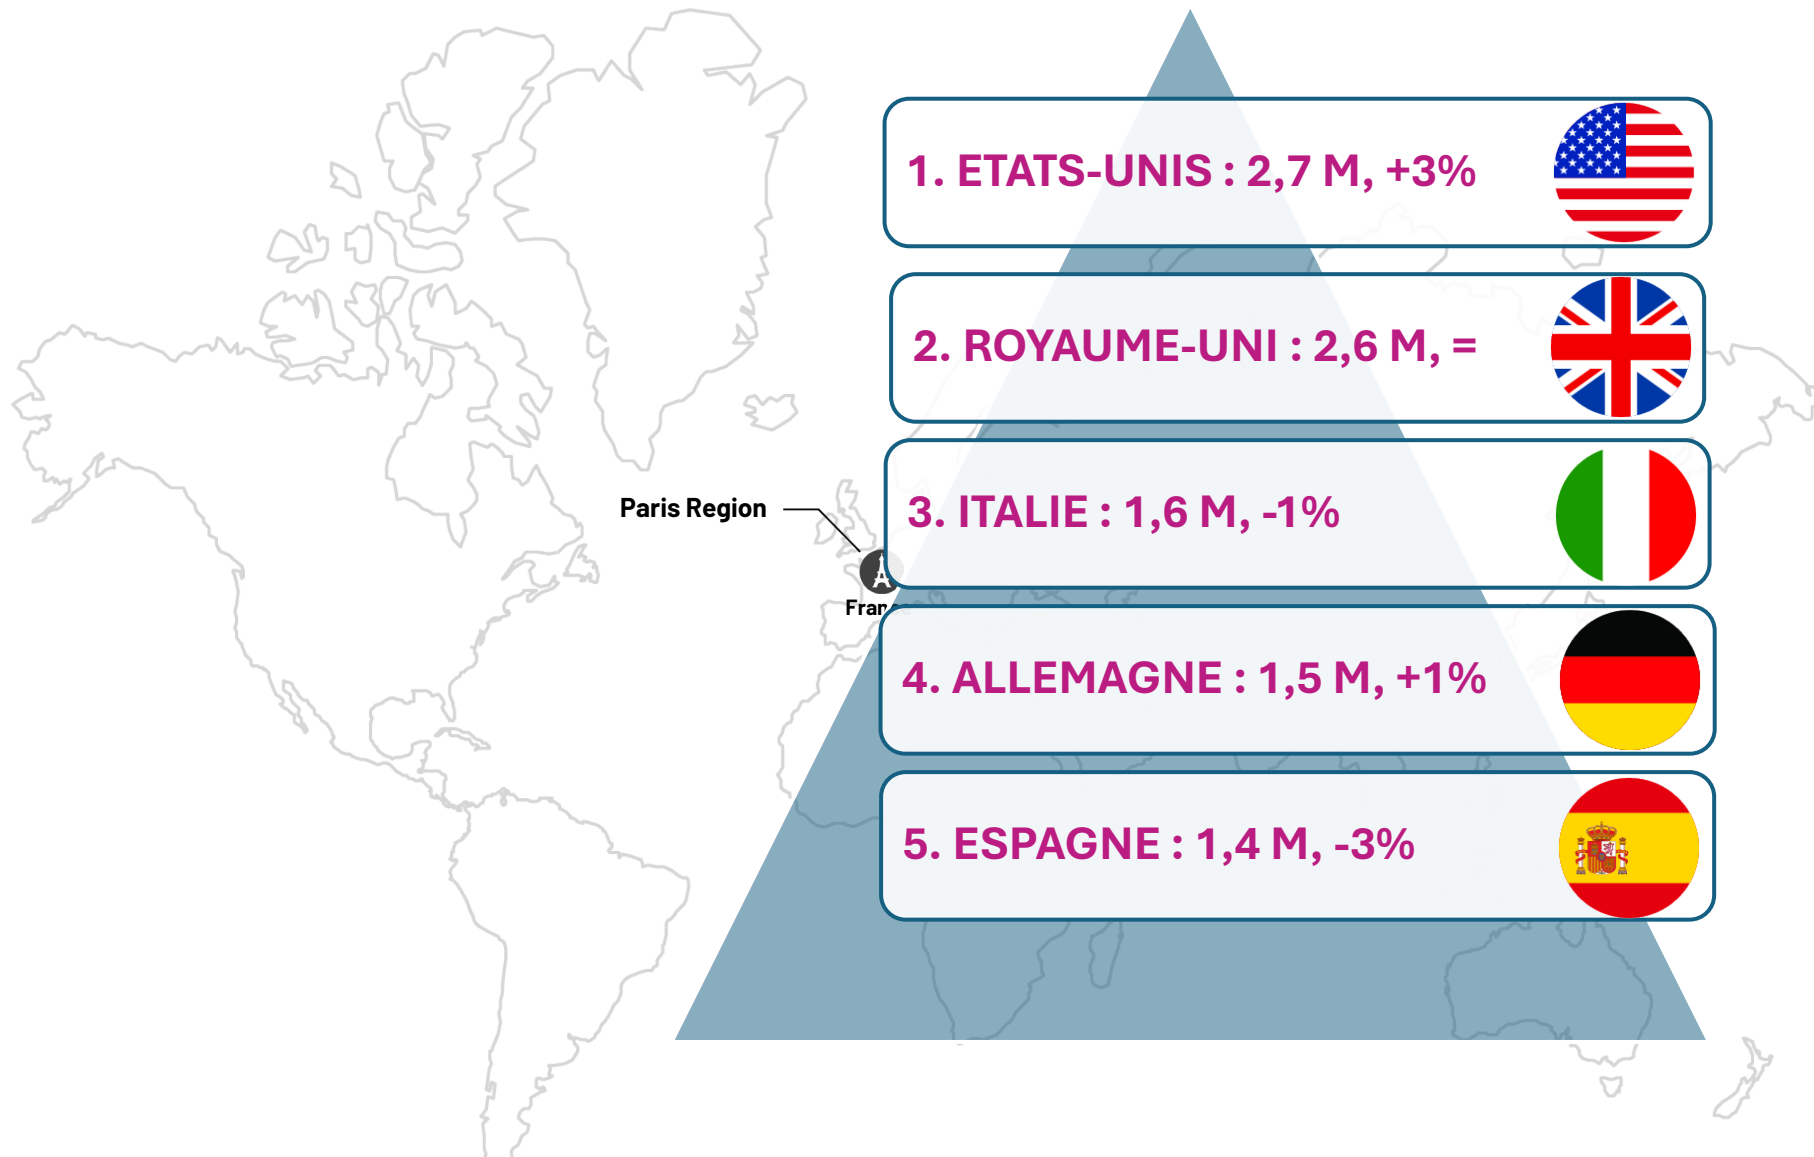 1. ETATS-UNIS : 2,7 M, +3%
2. ROYAUME-UNI : 2,6 M, =
Paris Region
3. ITALIE : 1,6 M, -1%
4. ALLEMAGNE : 1,5 M, +1%
5. ESPAGNE : 1,4 M, -3%